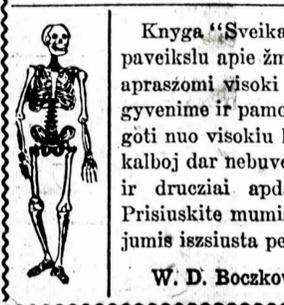 Knyga “Sveika
paveikslu apie žm
apraszomi visoki
gyvenime ir pamo
goti nuo visokiu
kalboj dar nebuvo
ir drucziai apd
Prisiuskite mumi
jumis iszsiusta pe
W. D. Boczkov